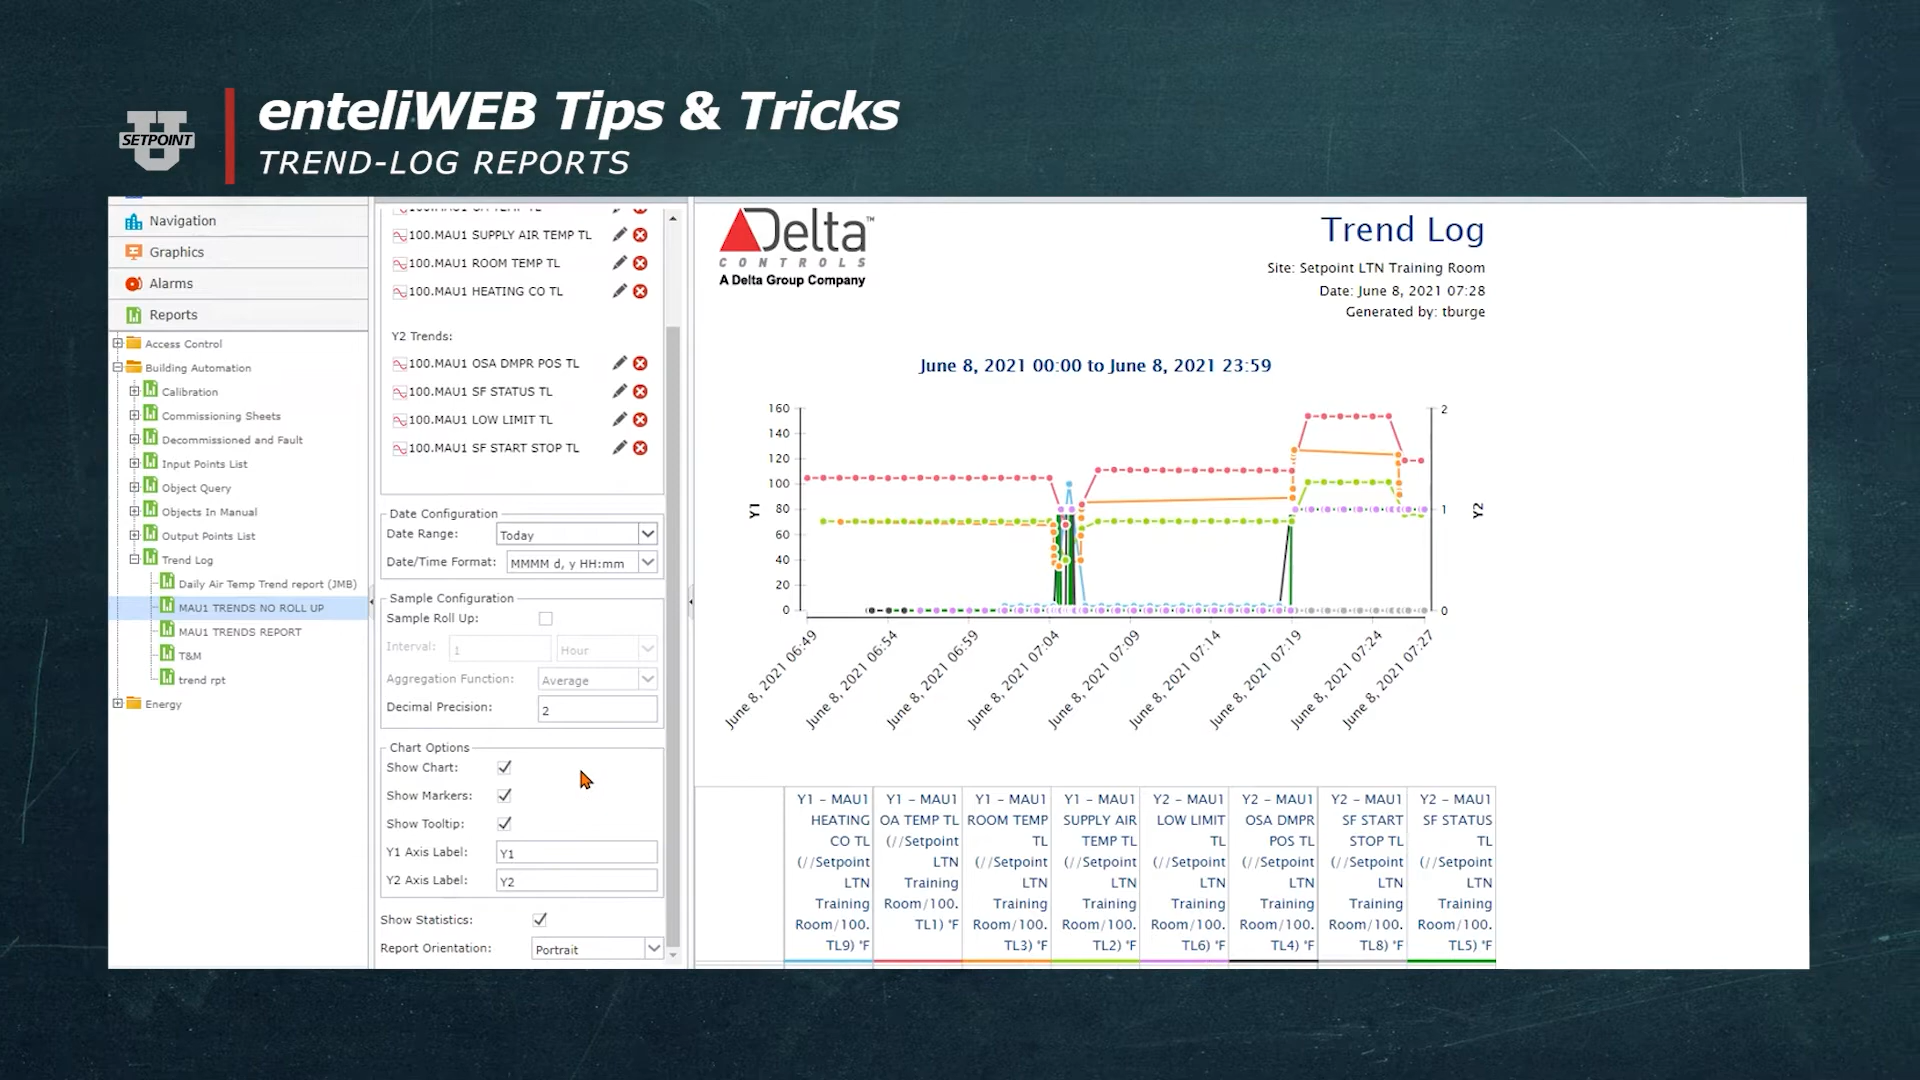 enteliWEB Tips & Tricks
TREND-LOG REPORTS
U
SETPOINT
Navigation
Graphics
Alarms
Reports
Access Control
Building Automation
Calibration
Commissioning Sheets
Decommissioned and Fault
Input Points List
Object Query
Objects In Manual
Output Points List
Trend Log
Daily Air Temp Trend report (JMB)
MAU1 TRENDS NO ROLL UP
MAU1 TRENDS REPORT
T&M
trend rpt
Energy
100.MAU1 SUPPLY AIR TEMP TL
100.MAU1 ROOM TEMP TL
100.MAU1 HEATING CO TL
Y2 Trends:
100.MAU1 OSA DMPR POS TL
100.MAU1 SF STATUS TL
100.MAU1 LOW LIMIT TL
100.MAU1 SF START STOP TL
Date Configuration
Date Range: Today
Date/Time Format: MMMM d, y HH:mm
Sample Configuration
Sample Roll Up:
Interval: 1 Hour
Aggregation Function: Average
Decimal Precision: 2
Chart Options
Show Chart:
Show Markers:
Show Tooltip:
Y1 Axis Label: Y1
Y2 Axis Label: Y2
Show Statistics:
Report Orientation: Portrait
Delta™
CONTROLS
A Delta Group Company
Trend Log
Site: Setpoint LTN Training Room
Date: June 8, 2021 07:28
Generated by: tburge
June 8, 2021 00:00 to June 8, 2021 23:59
160
140
120
100
80
60
40
20
0
Y1
2
1
0
Y2
June 8, 2021 06:49
June 8, 2021 06:54
June 8, 2021 06:59
June 8, 2021 07:04
June 8, 2021 07:09
June 8, 2021 07:14
June 8, 2021 07:19
June 8, 2021 07:24
June 8, 2021 07:27
Y1 - MAU1
HEATING
CO TL
(//Setpoint
LTN
Training
Room/100.
TL9) °F
Y1 - MAU1
OA TEMP TL
(//Setpoint
LTN
Training
Room/100.
TL1) °F
Y1 - MAU1
ROOM TEMP
TL
(//Setpoint
LTN
Training
Room/100.
TL3) °F
Y1 - MAU1
SUPPLY AIR
TEMP TL
(//Setpoint
LTN
Training
Room/100.
TL2) °F
Y2 - MAU1
LOW LIMIT
TL
(//Setpoint
LTN
Training
Room/100.
TL6) °F
Y2 - MAU1
OSA DMPR
POS TL
(//Setpoint
LTN
Training
Room/100.
TL4) °F
Y2 - MAU1
SF START
STOP TL
(//Setpoint
LTN
Training
Room/100.
TL8) °F
Y2 - MAU1
SF STATUS
TL
(//Setpoint
LTN
Training
Room/100.
TL5) °F